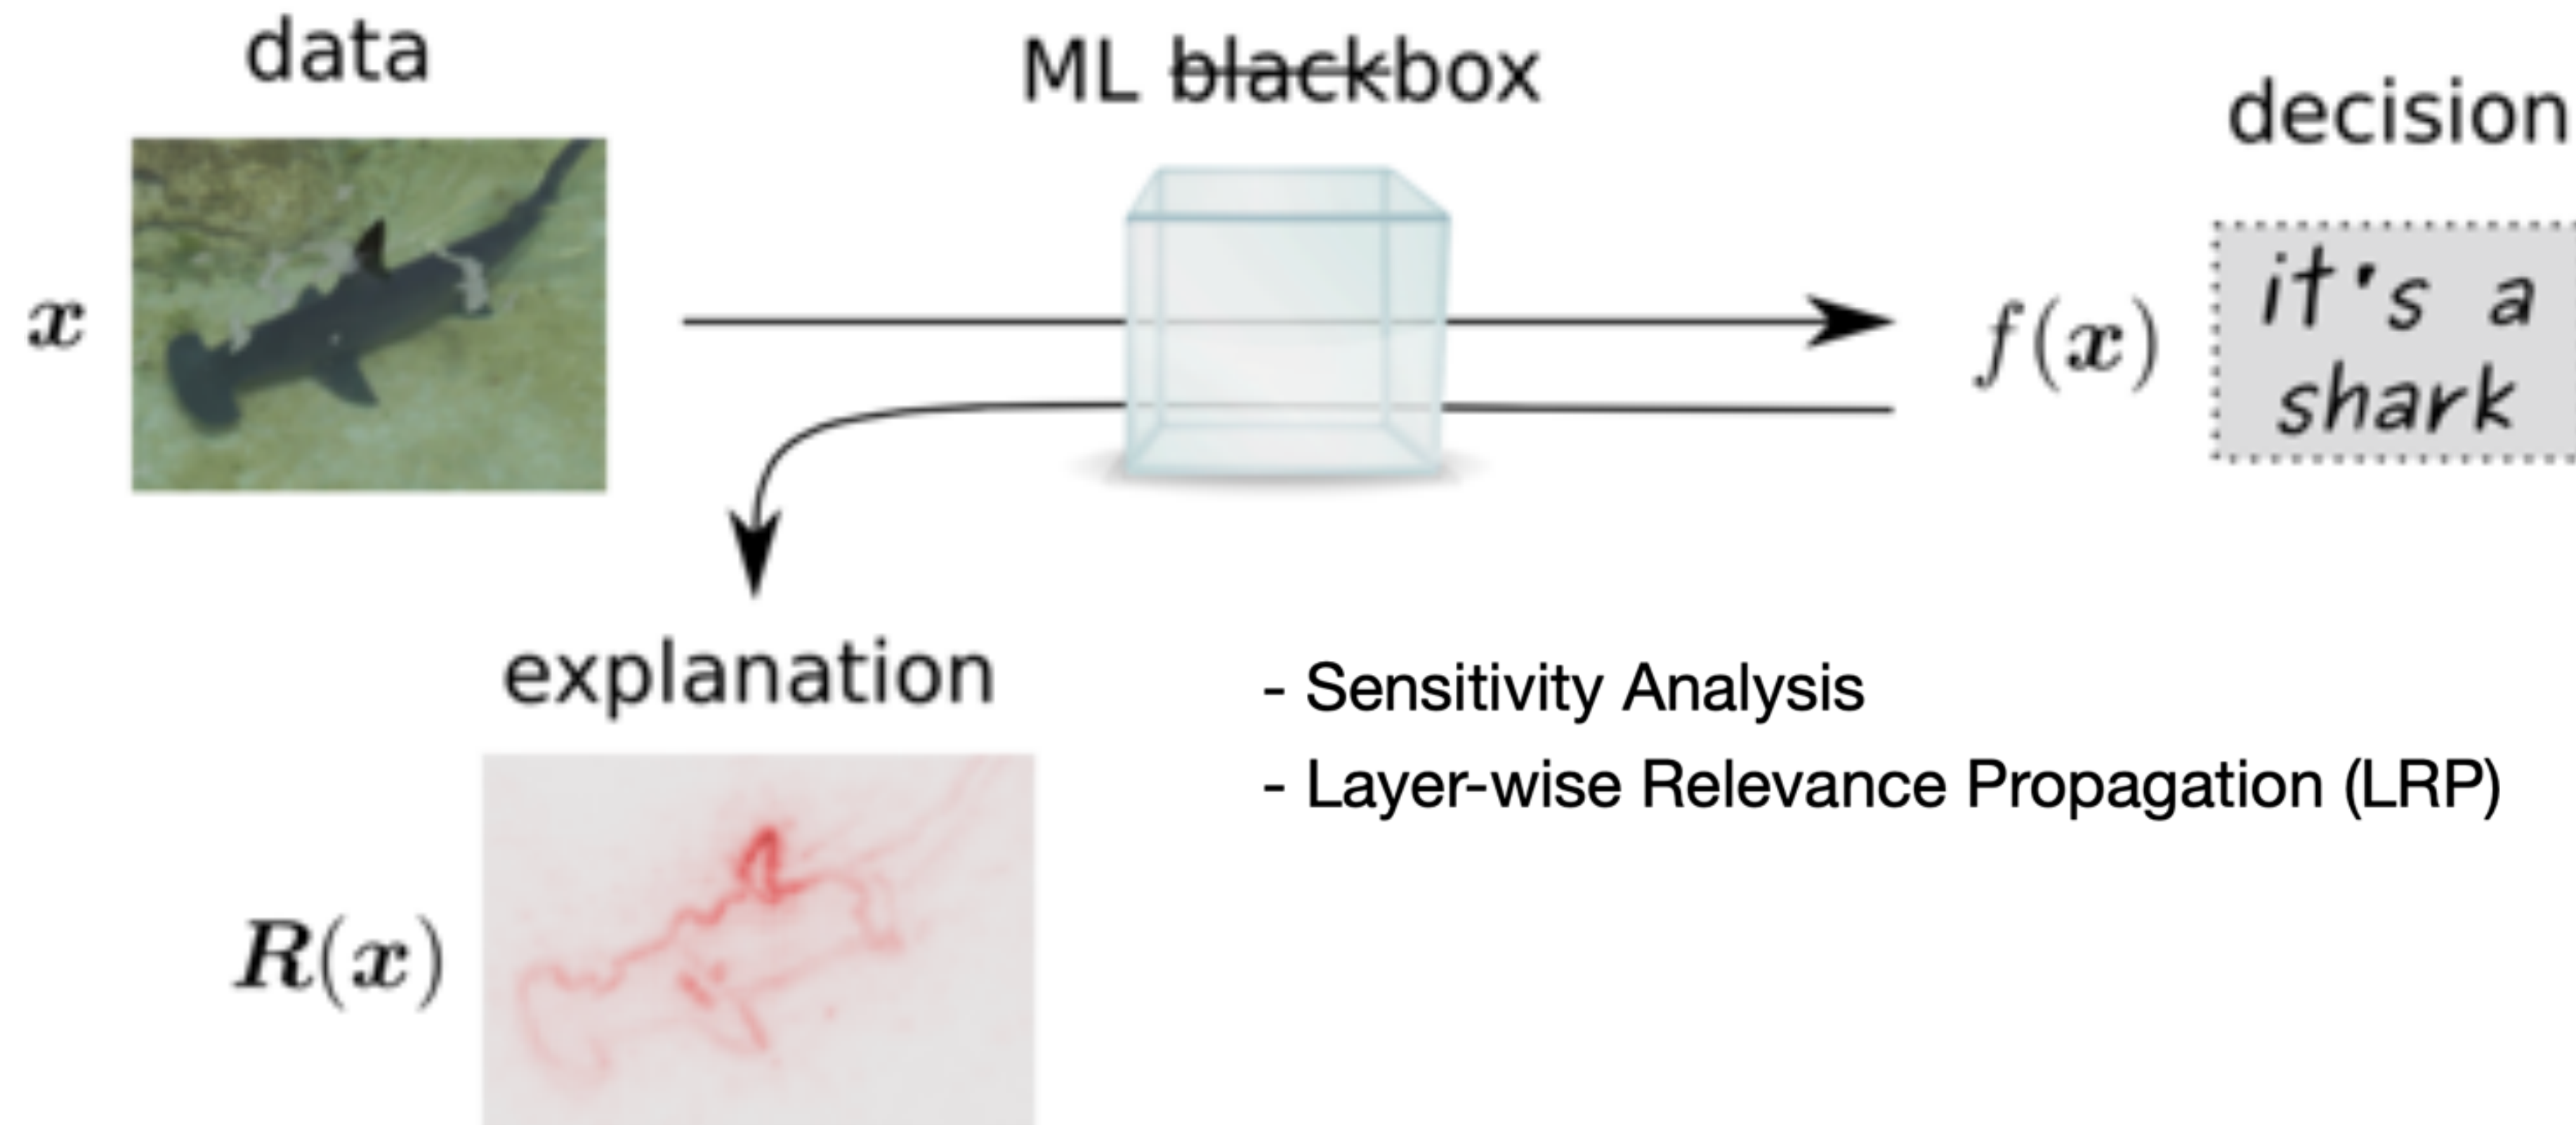 data
ML blackbox
decision
x
f(x)
it's a
shark
explanation
- Sensitivity Analysis
- Layer-wise Relevance Propagation (LRP)
R(x)